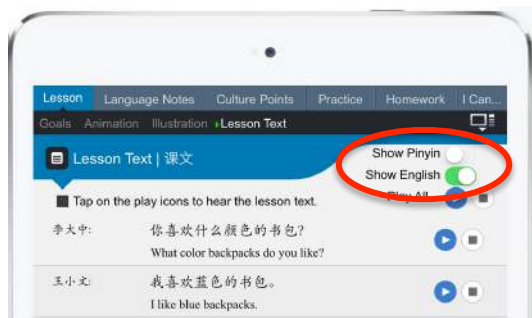 Lesson Language Notes Culture Points Practice Homework I Can...
Goals Animation Illustration Lesson Text
Lesson Text | 课文
Show Pinyin
Show English
Play All
Tap on the play icons to hear the lesson text.
李大中: 你喜欢什么颜色的书包?
What color backpacks do you like?
王小文: 我喜欢蓝色的书包。
I like blue backpacks.